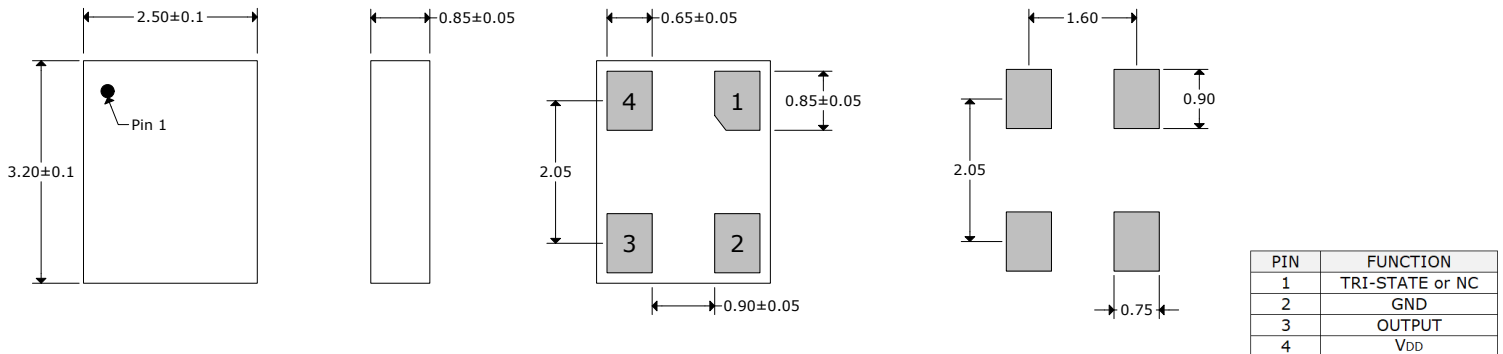 2.50±0.1
0.85±0.05
0.65±0.05
1.60
Pin 1
3.20±0.1
4
1
0.85±0.05
2.05
3
2
0.90±0.05
0.90
2.05
0.75
PIN FUNCTION
1 TRI-STATE or NC
2 GND
3 OUTPUT
4 VDD